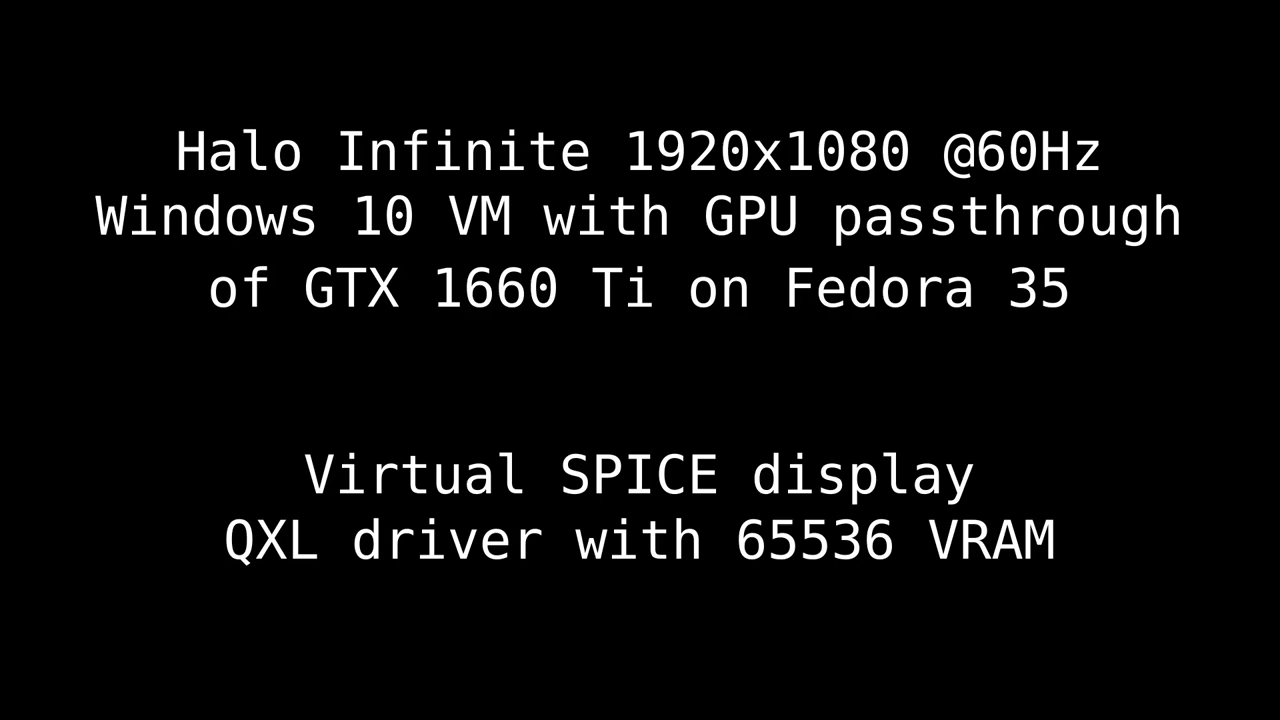 Halo Infinite 1920x1080 @60Hz
Windows 10 VM with GPU passthrough
of GTX 1660 Ti on Fedora 35
Virtual SPICE display
QXL driver with 65536 VRAM